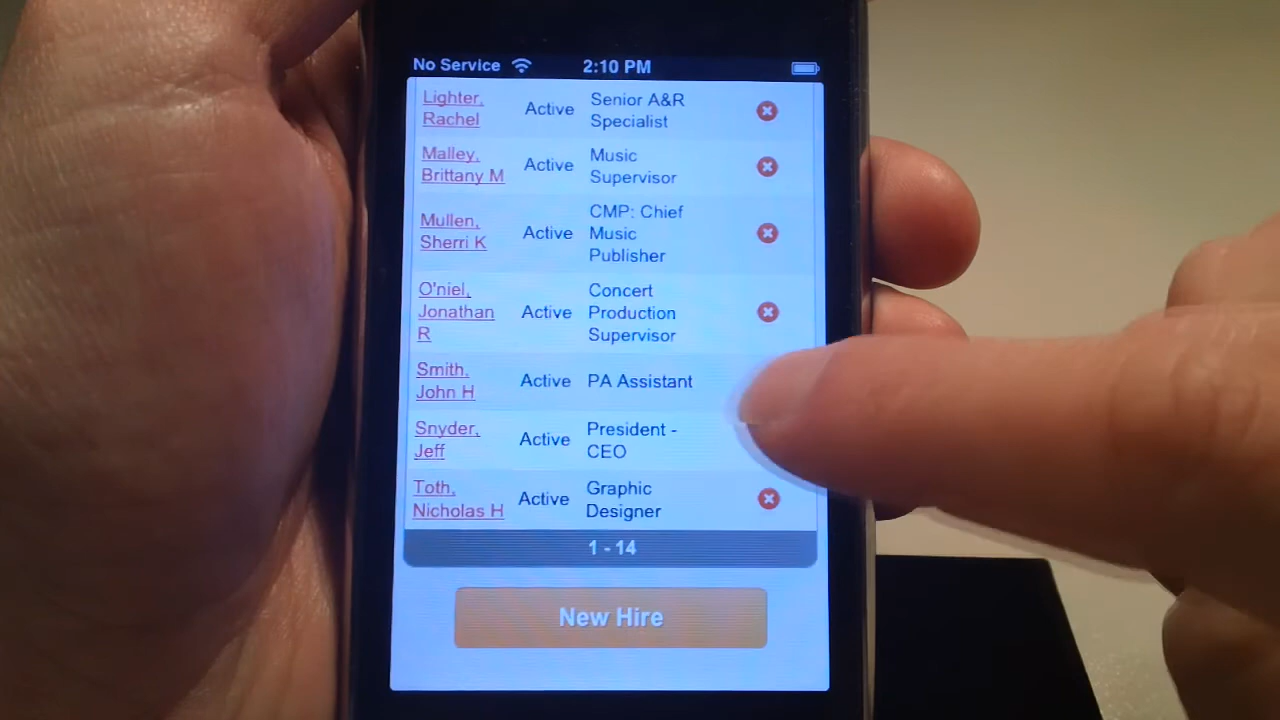 No Service 2:10 PM
Lighter, Rachel Active Senior A&R Specialist
Malley, Brittany M Active Music Supervisor
Mullen, Sherri K Active CMP: Chief Music Publisher
O'niel, Jonathan R Active Concert Production Supervisor
Smith, John H Active PA Assistant
Snyder, Jeff Active President - CEO
Toth, Nicholas H Active Graphic Designer
1 - 14
New Hire